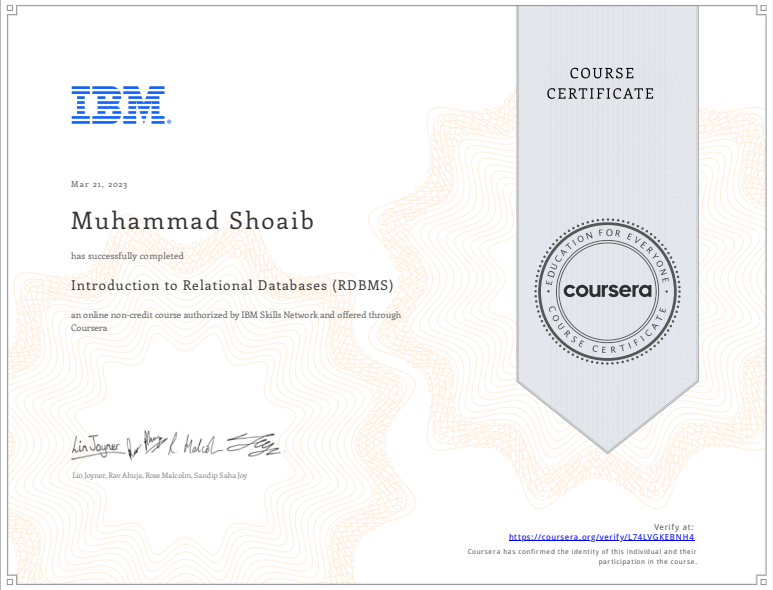 COURSE
CERTIFICATE
IBM®
Mar 21, 2023
Muhammad Shoaib
has successfully completed
Introduction to Relational Databases (RDBMS)
an online non-credit course authorized by IBM Skills Network and offered through
Coursera
EDUCATION FOR EVERYONE
coursera
COURSE CERTIFICATE
Lin Joyner
R. Malcol
Lin Joyner, Rav Ahuja, Rose Malcolm, Sandip Saha Joy
Verify at:
https://coursera.org/verify/L74LVGKEBNH4
Coursera has confirmed the identity of this individual and their
participation in the course.